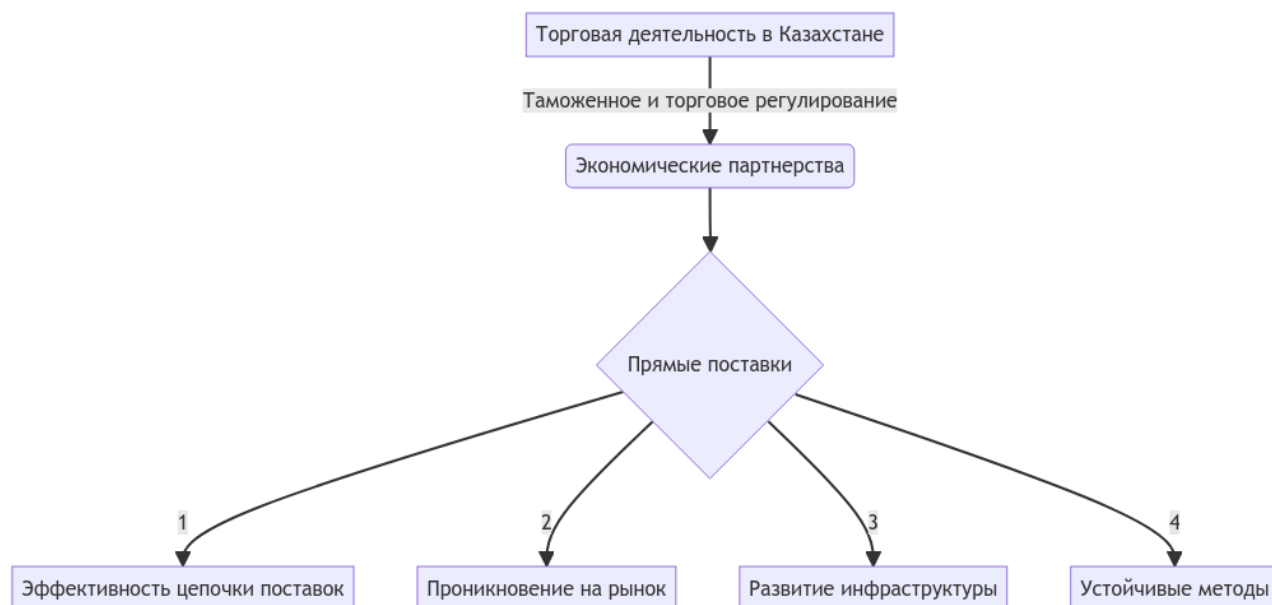 Торговая деятельность в Казахстане
Таможенное и торговое регулирование
Экономические партнерства
Прямые поставки
1
2
3
4
Эффективность цепочки поставок
Проникновение на рынок
Развитие инфраструктуры
Устойчивые методы